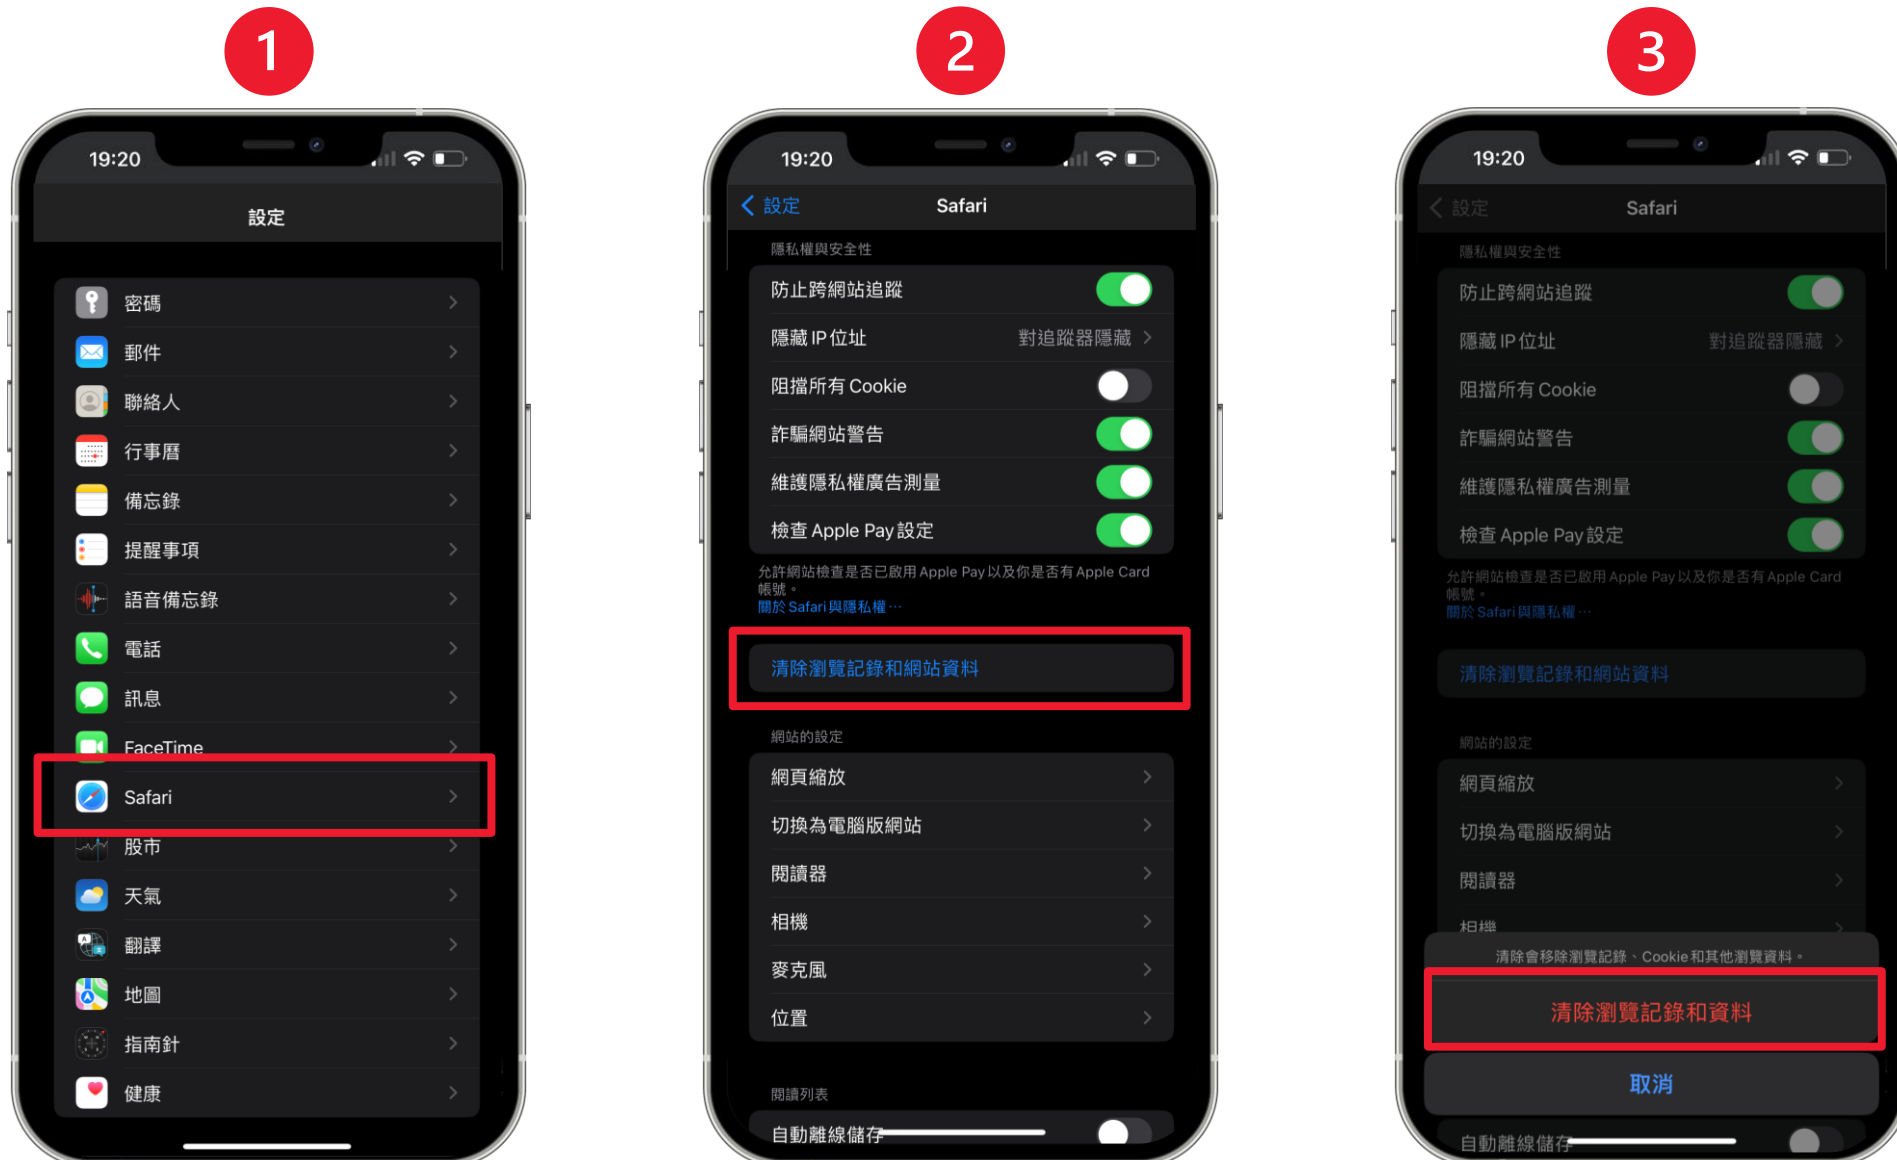 1
19:20
設定
密碼
郵件
聯絡人
行事曆
備忘錄
提醒事項
語音備忘錄
電話
訊息
FaceTime
Safari
股市
天氣
翻譯
地圖
指南針
健康
2
19:20
設定 Safari
隱私權與安全性
防止跨網站追蹤
隱藏 IP 位址 對追蹤器隱藏
阻擋所有 Cookie
詐騙網站警告
維護隱私權廣告測量
檢查 Apple Pay 設定
允許網站檢查是否已啟用 Apple Pay 以及你是否有 Apple Card
帳號。
關於 Safari 與隱私權⋯
清除瀏覽記錄和網站資料
網站的設定
網頁縮放
切換為電腦版網站
閱讀器
相機
麥克風
位置
閱讀列表
自動離線儲存
3
19:20
設定 Safari
隱私權與安全性
防止跨網站追蹤
隱藏 IP 位址 對追蹤器隱藏
阻擋所有 Cookie
詐騙網站警告
維護隱私權廣告測量
檢查 Apple Pay 設定
允許網站檢查是否已啟用 Apple Pay 以及你是否有 Apple Card
帳號。
關於 Safari 與隱私權⋯
清除瀏覽記錄和網站資料
網站的設定
網頁縮放
切換為電腦版網站
閱讀器
相機
清除會移除瀏覽記錄、Cookie 和其他瀏覽資料。
清除瀏覽記錄和資料
取消
自動離線儲存